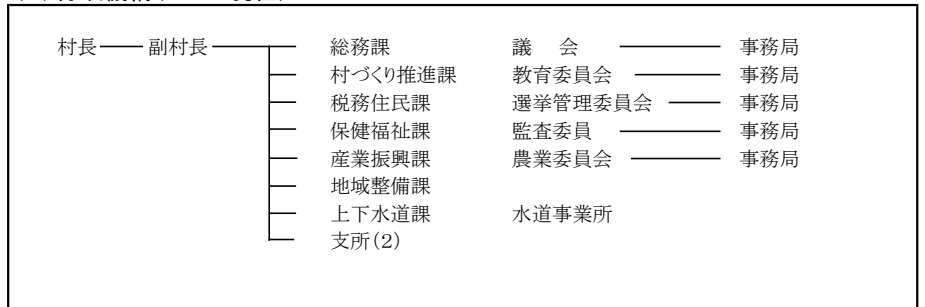 村長 副村長 総務課 議 会 事務局
村づくり推進課 教育委員会 事務局
税務住民課 選挙管理委員会 事務局
保健福祉課 監査委員 事務局
産業振興課 農業委員会 事務局
地域整備課
上下水道課 水道事業所
支所(2)